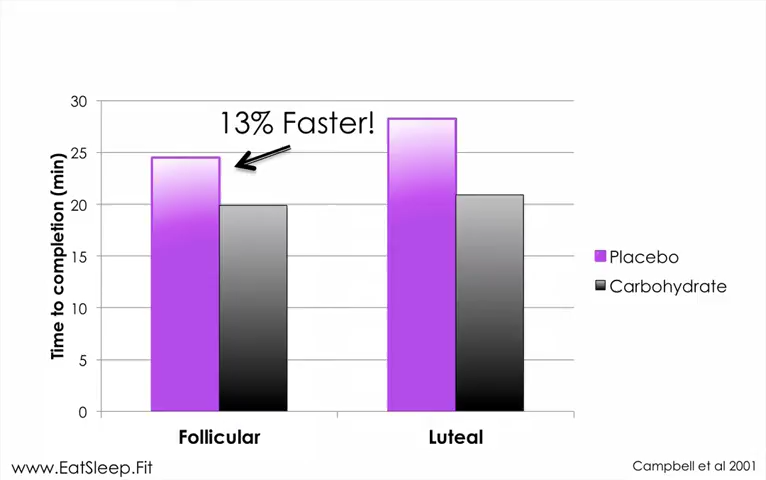 13% Faster!
Time to completion (min)
30
25
20
15
10
5
0
Follicular
Luteal
Placebo
Carbohydrate
www.EatSleep.Fit
Campbell et al 2001